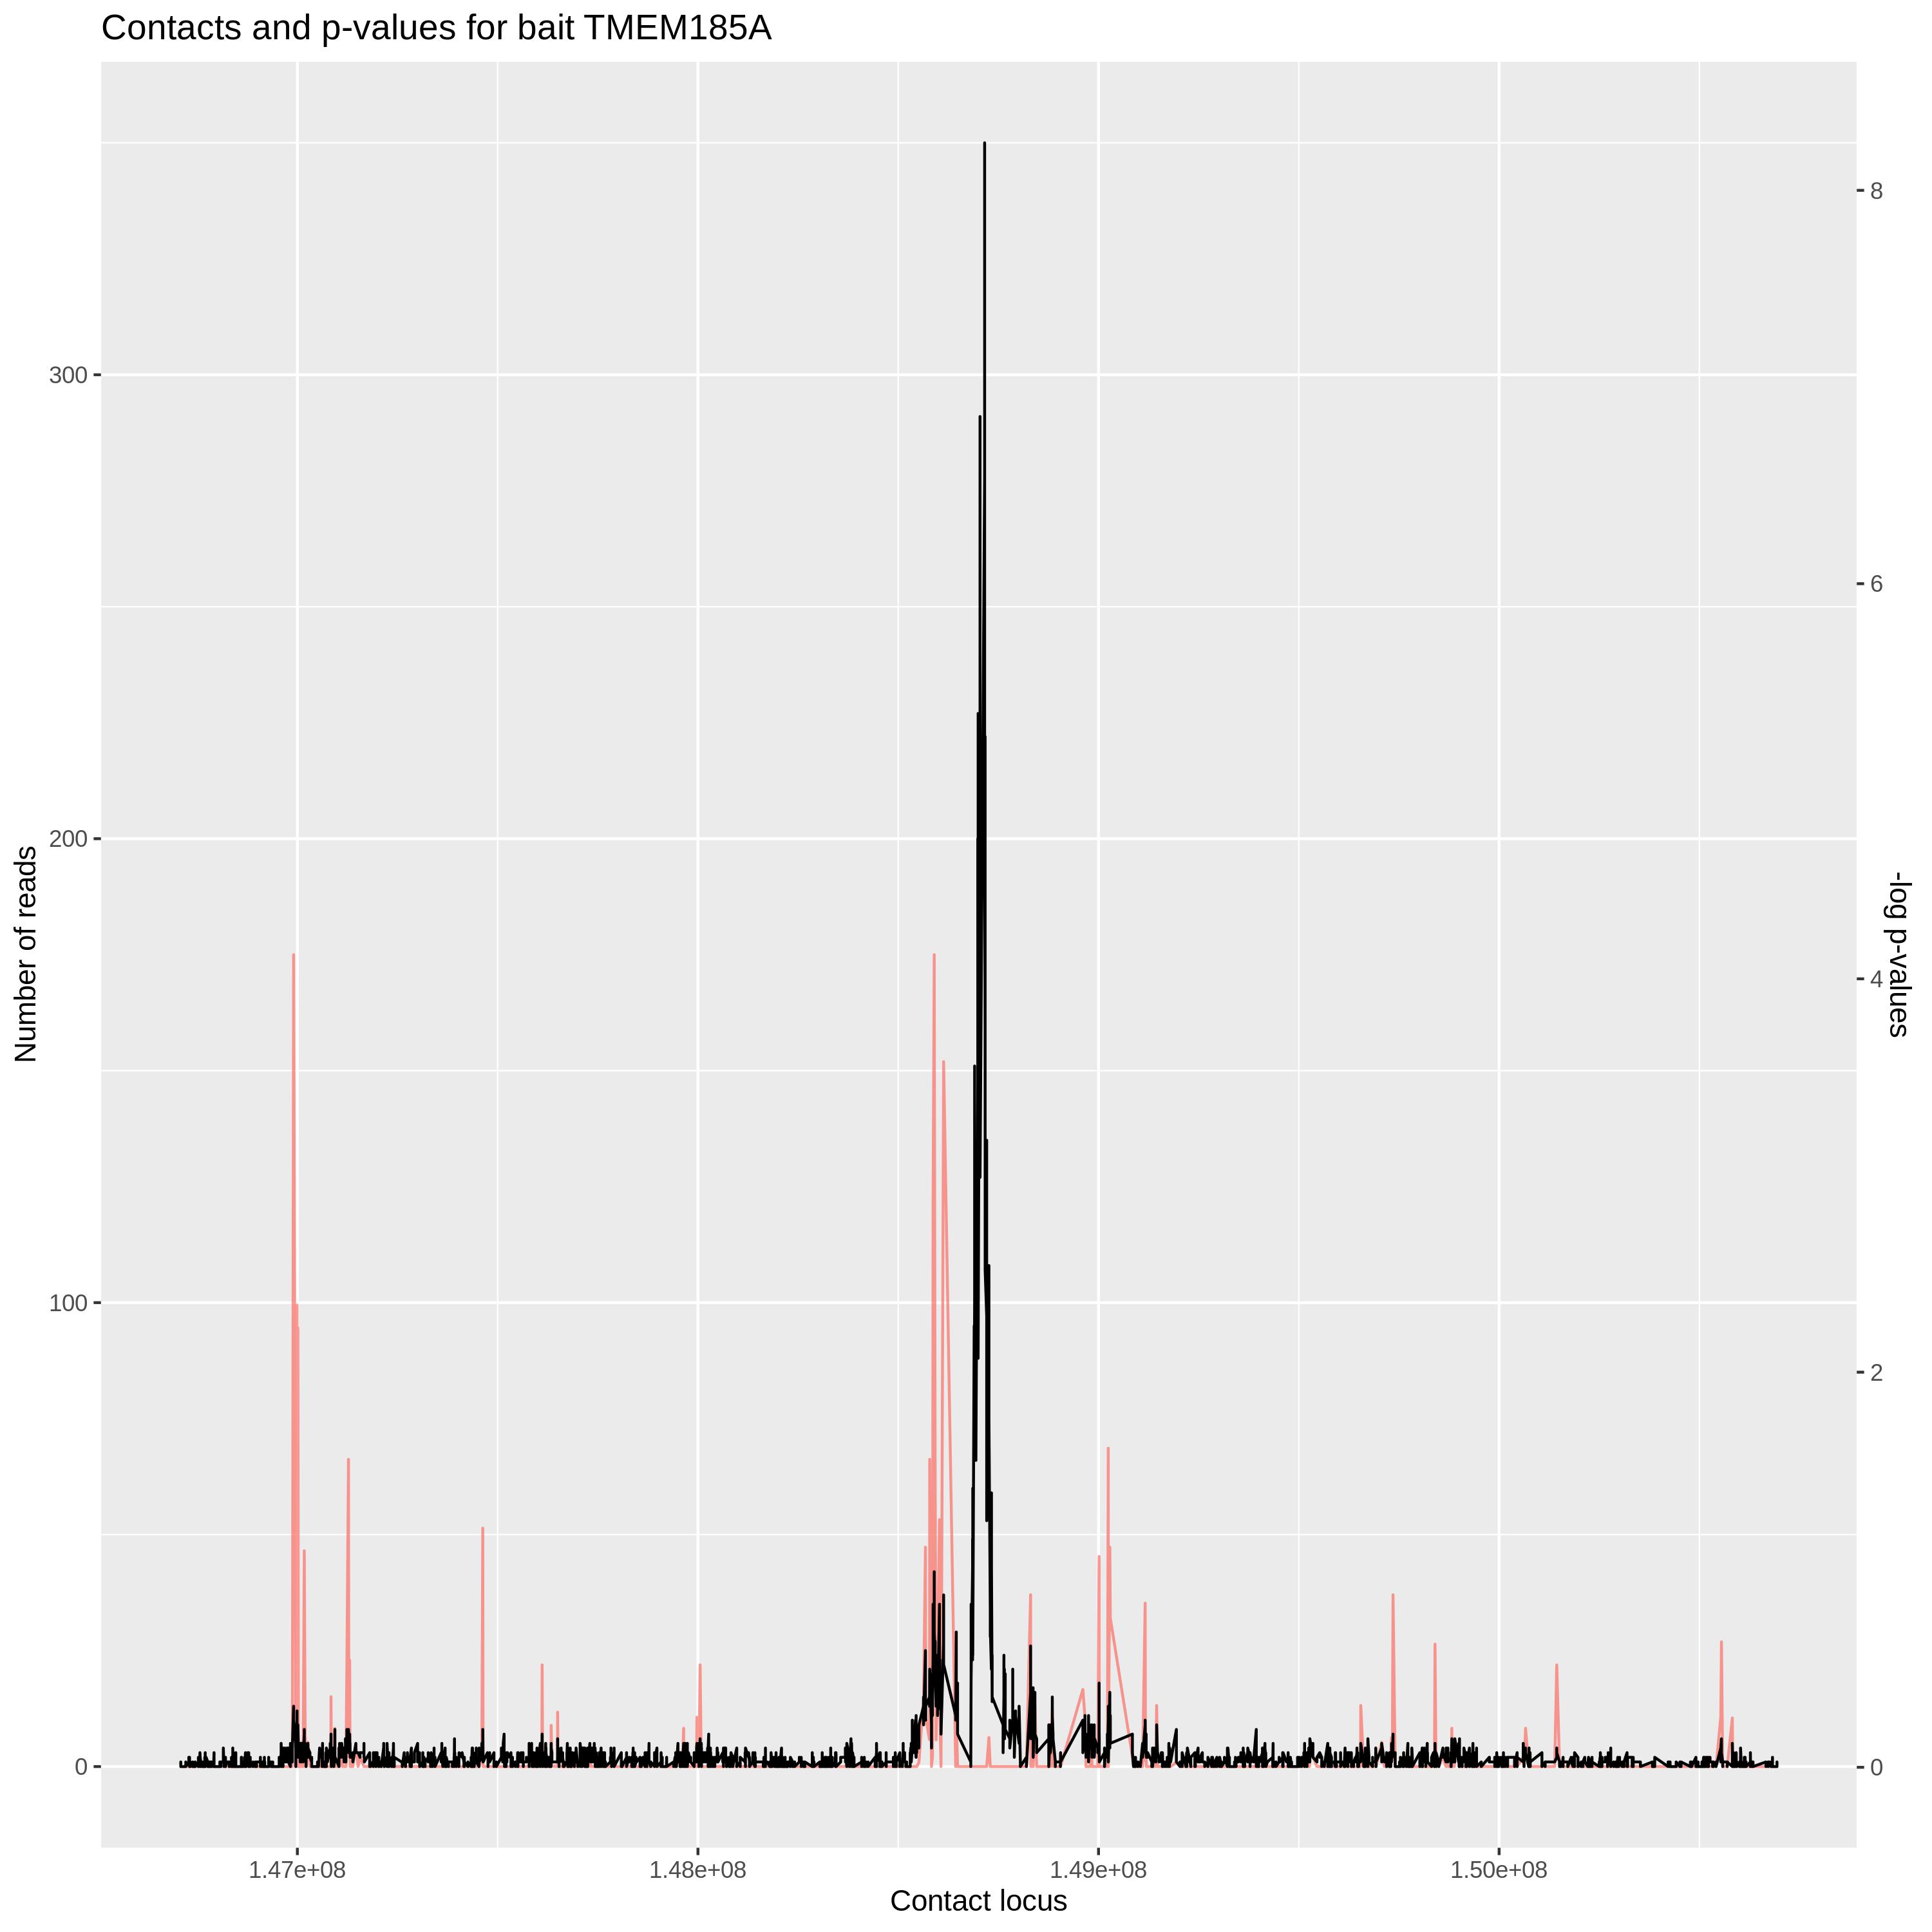 Contacts and p-values for bait TMEM185A
300
200
100
0
Number of reads
8
6
4
2
0
-log p-values
1.47e+08
1.48e+08
1.49e+08
1.50e+08
Contact locus